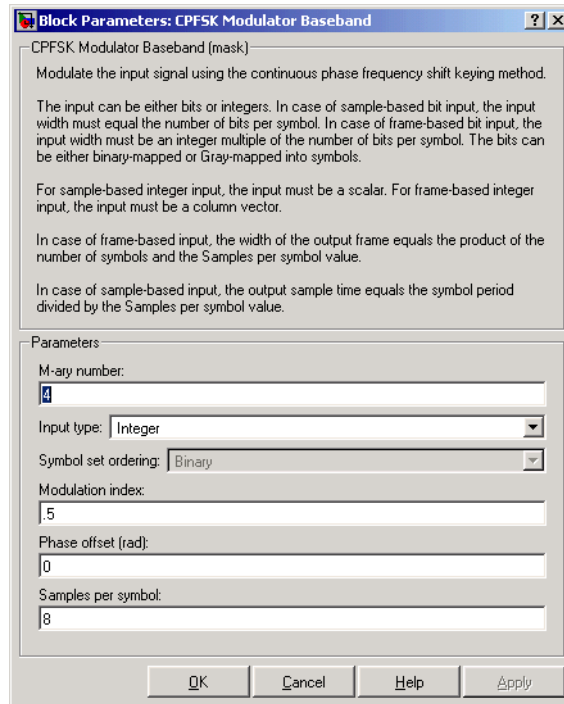 Block Parameters: CPFSK Modulator Baseband
CPFSK Modulator Baseband (mask)
Modulate the input signal using the continuous phase frequency shift keying method.
The input can be either bits or integers. In case of sample-based bit input, the input
width must equal the number of bits per symbol. In case of frame-based bit input, the
input width must be an integer multiple of the number of bits per symbol. The bits can
be either binary-mapped or Gray-mapped into symbols.
For sample-based integer input, the input must be a scalar. For frame-based integer
input, the input must be a column vector.
In case of frame-based input, the width of the output frame equals the product of the
number of symbols and the Samples per symbol value.
In case of sample-based input, the output sample time equals the symbol period
divided by the Samples per symbol value.
Parameters
M-ary number:
4
Input type: Integer
Symbol set ordering: Binary
Modulation index:
.5
Phase offset (rad):
0
Samples per symbol:
8
OK Cancel Help Apply